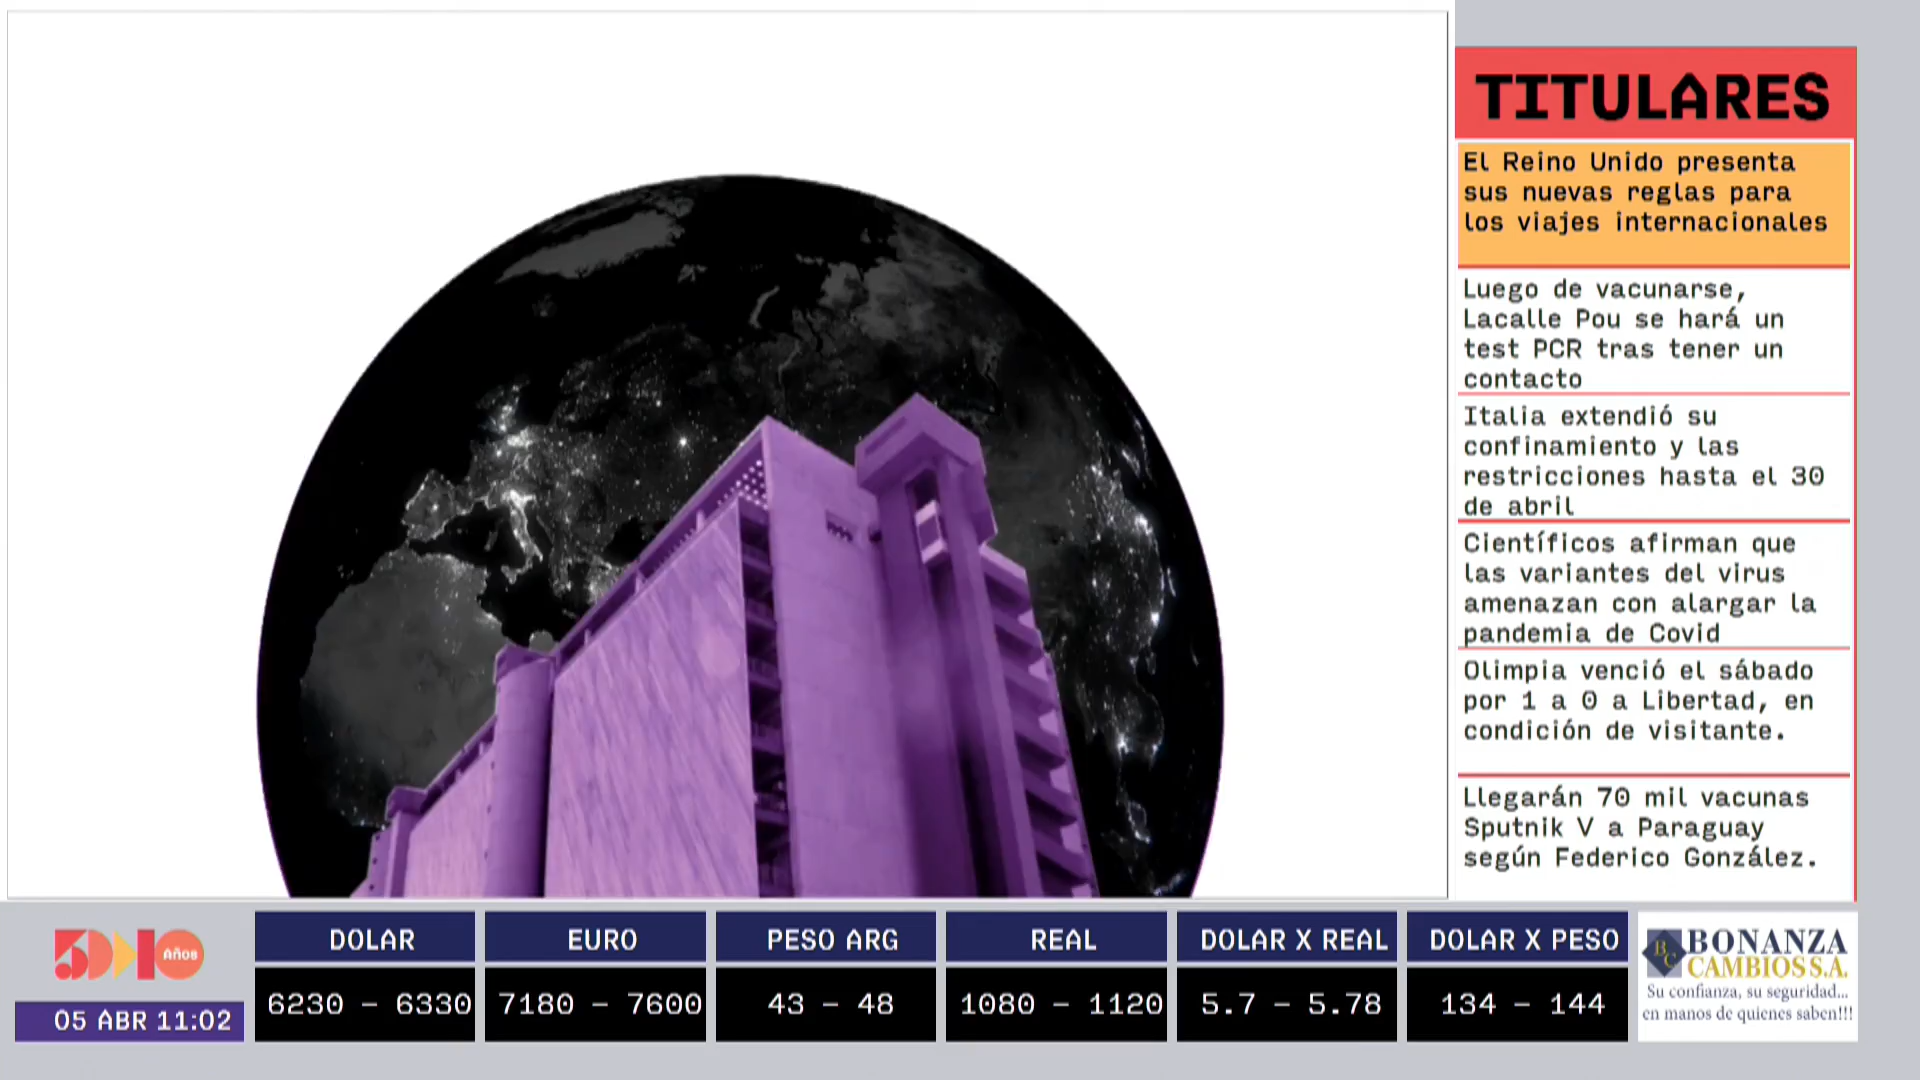 TITULARES
El Reino Unido presenta
sus nuevas reglas para
los viajes internacionales
Luego de vacunarse,
Lacalle Pou se hará un
test PCR tras tener un
contacto
Italia extendió su
confinamiento y las
restricciones hasta el 30
de abril
Científicos afirman que
las variantes del virus
amenazan con alargar la
pandemia de Covid
Olimpia venció el sábado
por 1 a 0 a Libertad, en
condición de visitante.
Llegarán 70 mil vacunas
Sputnik V a Paraguay
según Federico González.
Años
05 ABR 11:02
DOLAR
6230 - 6330
EURO
7180 - 7600
PESO ARG
43 - 48
REAL
1080 - 1120
DOLAR X REAL
5.7 - 5.78
DOLAR X PESO
134 - 144
BC
BONANZA
CAMBIOS S.A.
Su confianza, su seguridad...
en manos de quienes saben!!!